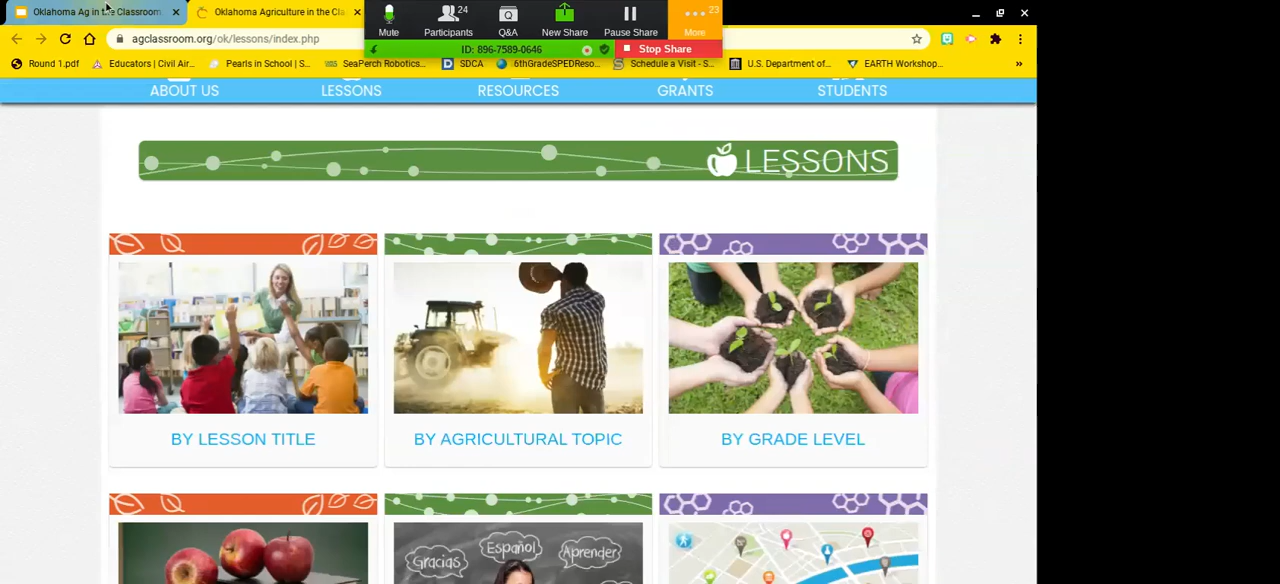 Oklahoma Ag in the Classroom
Oklahoma Agriculture in the Cla
24
23
Mute
Participants
Q&A
New Share
Pause Share
More
agclassroom.org/ok/lessons/index.php
ID: 896-7589-0646
Stop Share
Round 1.pdf
Educators | Civil Air...
Pearls in School | S...
SeaPerch Robotics...
SDCA
6thGradeSPEDReso...
Schedule a Visit - S...
U.S. Department of...
EARTH Workshop...
»
ABOUT US
LESSONS
RESOURCES
GRANTS
STUDENTS
LESSONS
BY LESSON TITLE
BY AGRICULTURAL TOPIC
BY GRADE LEVEL
Gracias
Español
Aprender